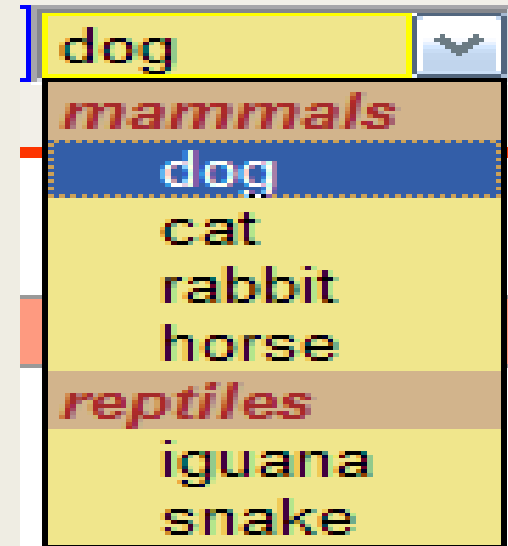 dog
mammals
dog
cat
rabbit
horse
reptiles
iguana
snake